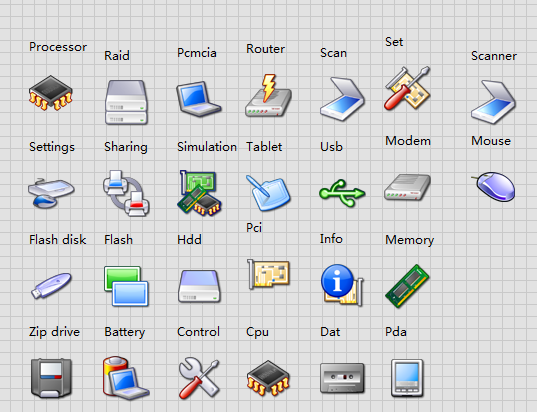 Processor
Raid
Pcmcia
Router
Scan
Set
Scanner
Settings
Sharing
Simulation
Tablet
Usb
Modem
Mouse
Flash disk
Flash
Hdd
Pci
Info
Memory
Zip drive
Battery
Control
Cpu
Dat
Pda